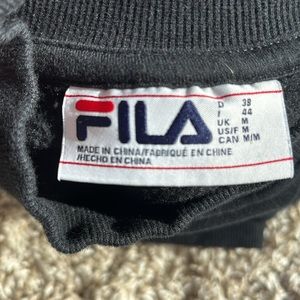 FILA
D 38
I 44
UK M
US/F M
CAN M/M
MADE IN CHINA/FABRIQUÉ EN CHINE
/HECHO EN CHINA